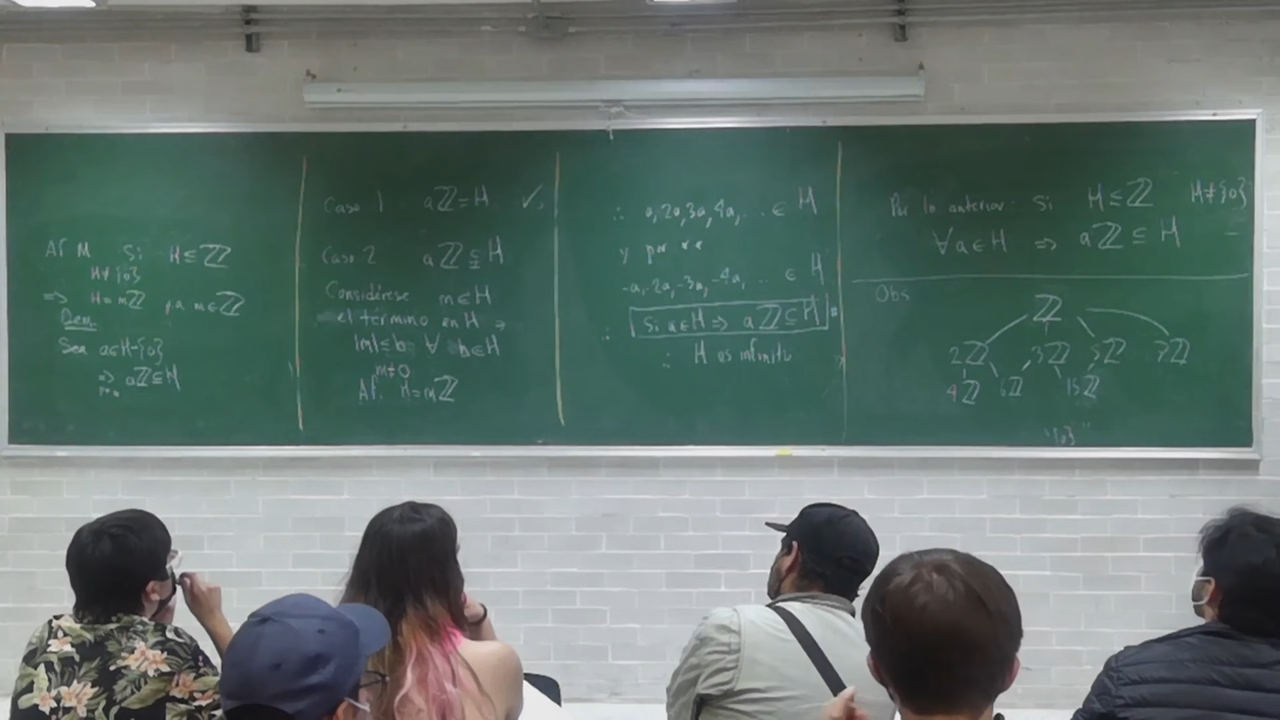 Af M Si H ≤ ℤ
H≠{0}
=> H = mℤ p.a. m∈ℤ
Dem.
Sea a∈H-{0}
=> aℤ⊆H
Caso 1 aℤ=H ✓
Caso 2 aℤ⊊H
Considérese m∈H
el término en H
|m|≤b ∀ b∈H
m≠0
Af. H=mℤ
∴ a, 2a, 3a, 4a, ... ∈ H
y por
-a, -2a, -3a, -4a, ... ∈ H
∴ Si a∈H => aℤ⊆H
∴ H es infinito
Por lo anterior: Si H≤ℤ H≠{0}
∀a∈H => aℤ⊆H
Obs
ℤ
2ℤ 3ℤ 5ℤ 7ℤ
4ℤ 6ℤ 15ℤ
"{0}"